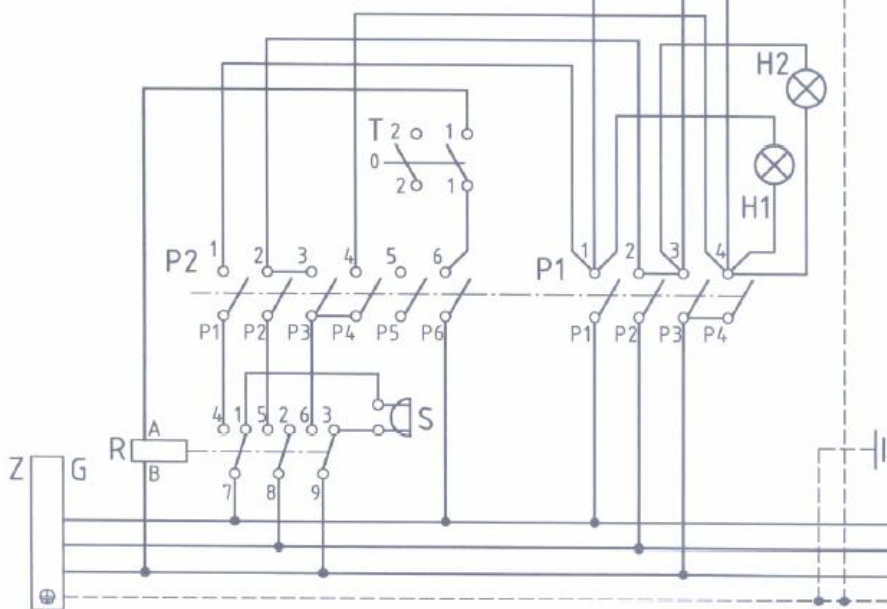 H2
T 2 1
0
2 1
H1
P2 1 2 3 4 5 6
P1 1 2 3 4
P1 P2 P3 P4 P5 P6
P1 P2 P3 P4
4 1 5 2 6 3 S
R A
B
Z G
7 8 9